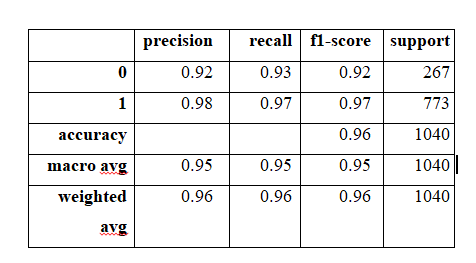 precision recall f1-score support
0 0.92 0.93 0.92 267
1 0.98 0.97 0.97 773
accuracy 0.96 1040
macro avg 0.95 0.95 0.95 1040
weighted 0.96 0.96 0.96 1040
avg